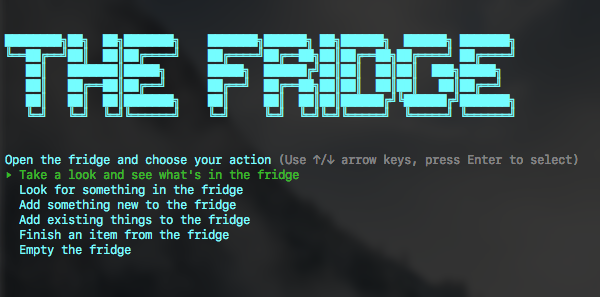 THE FRIDGE
Open the fridge and choose your action (Use ↑/↓ arrow keys, press Enter to select)
▸ Take a look and see what's in the fridge
Look for something in the fridge
Add something new to the fridge
Add existing things to the fridge
Finish an item from the fridge
Empty the fridge